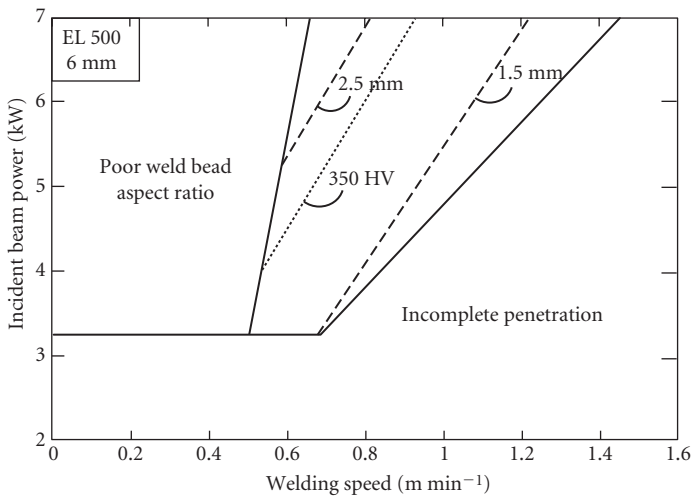 7
6
5
4
3
2
Incident beam power (kW)
EL 500
6 mm
2.5 mm
1.5 mm
Poor weld bead
aspect ratio
350 HV
Incomplete penetration
0
0.2
0.4
0.6
0.8
1
1.2
1.4
1.6
Welding speed (m min⁻¹)